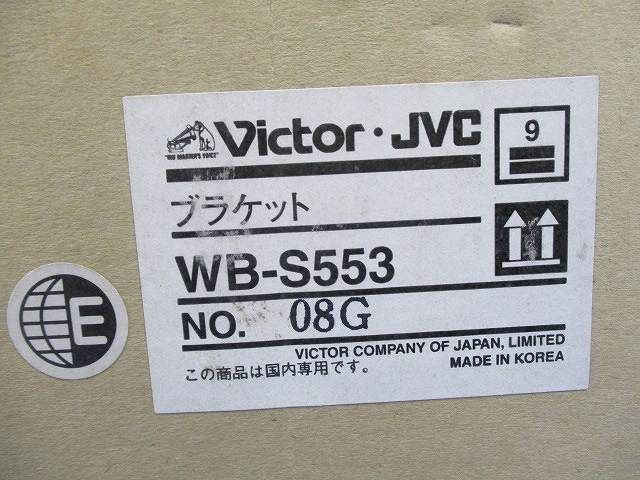 "HIS MASTER'S VOICE"
Victor・JVC
9
ブラケット
WB-S553
NO. 08G
VICTOR COMPANY OF JAPAN, LIMITED
MADE IN KOREA
この商品は国内専用です。
E